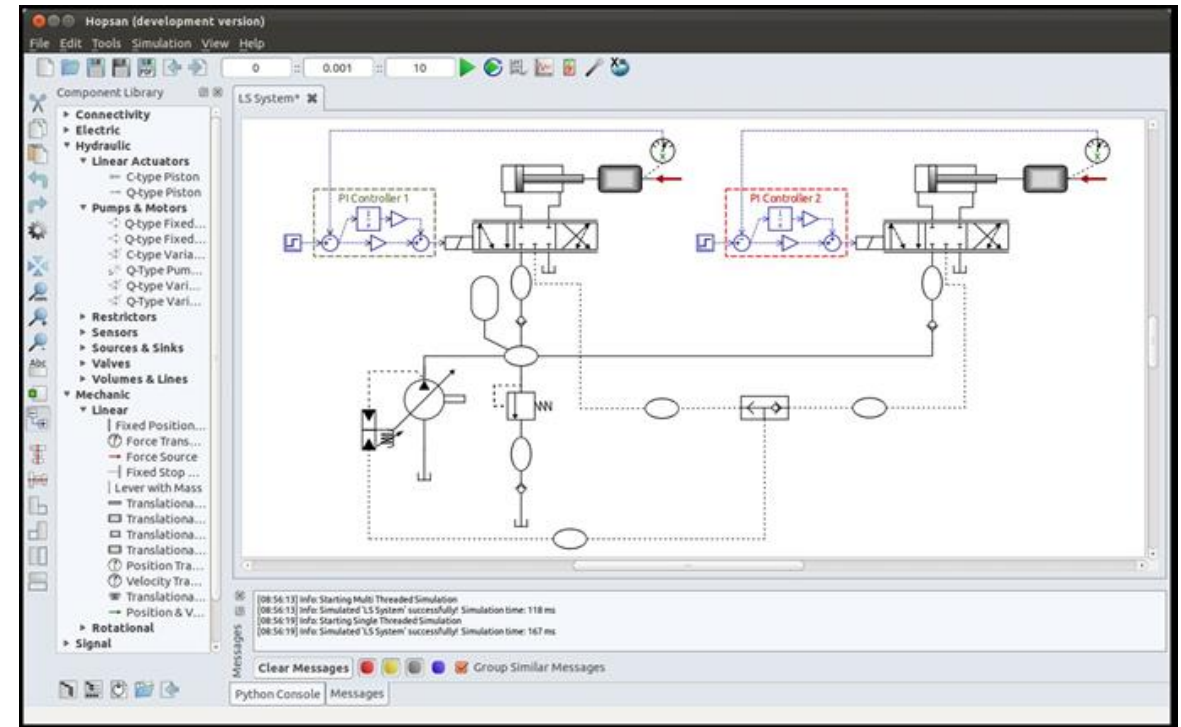 Hopsan (development version)
File Edit Tools Simulation View Help
0 :: 0.001 :: 10
Component Library
LS System*
Connectivity
Electric
Hydraulic
Linear Actuators
C-type Piston
Q-type Piston
Pumps & Motors
Q-type Fixed...
Q-type Fixed...
C-type Varia...
Q-Type Pum...
Q-type Vari...
Q-Type Vari...
Restrictors
Sensors
Sources & Sinks
Valves
Volumes & Lines
Mechanic
Linear
Fixed Position...
Force Trans...
Force Source
Fixed Stop ...
Lever with Mass
Translationa...
Translationa...
Translationa...
Translationa...
Position Tra...
Velocity Tra...
Translationa...
Position & V...
Rotational
Signal
Abc
PI Controller 1
PI Controller 2
x
x
Messages
[08:56:13] Info: Starting Multi Threaded Simulation
[08:56:13] Info: Simulated 'LS System' successfully! Simulation time: 118 ms
[08:56:19] Info: Starting Single Threaded Simulation
[08:56:19] Info: Simulated 'LS System' successfully! Simulation time: 167 ms
Clear Messages Group Similar Messages
Python Console Messages